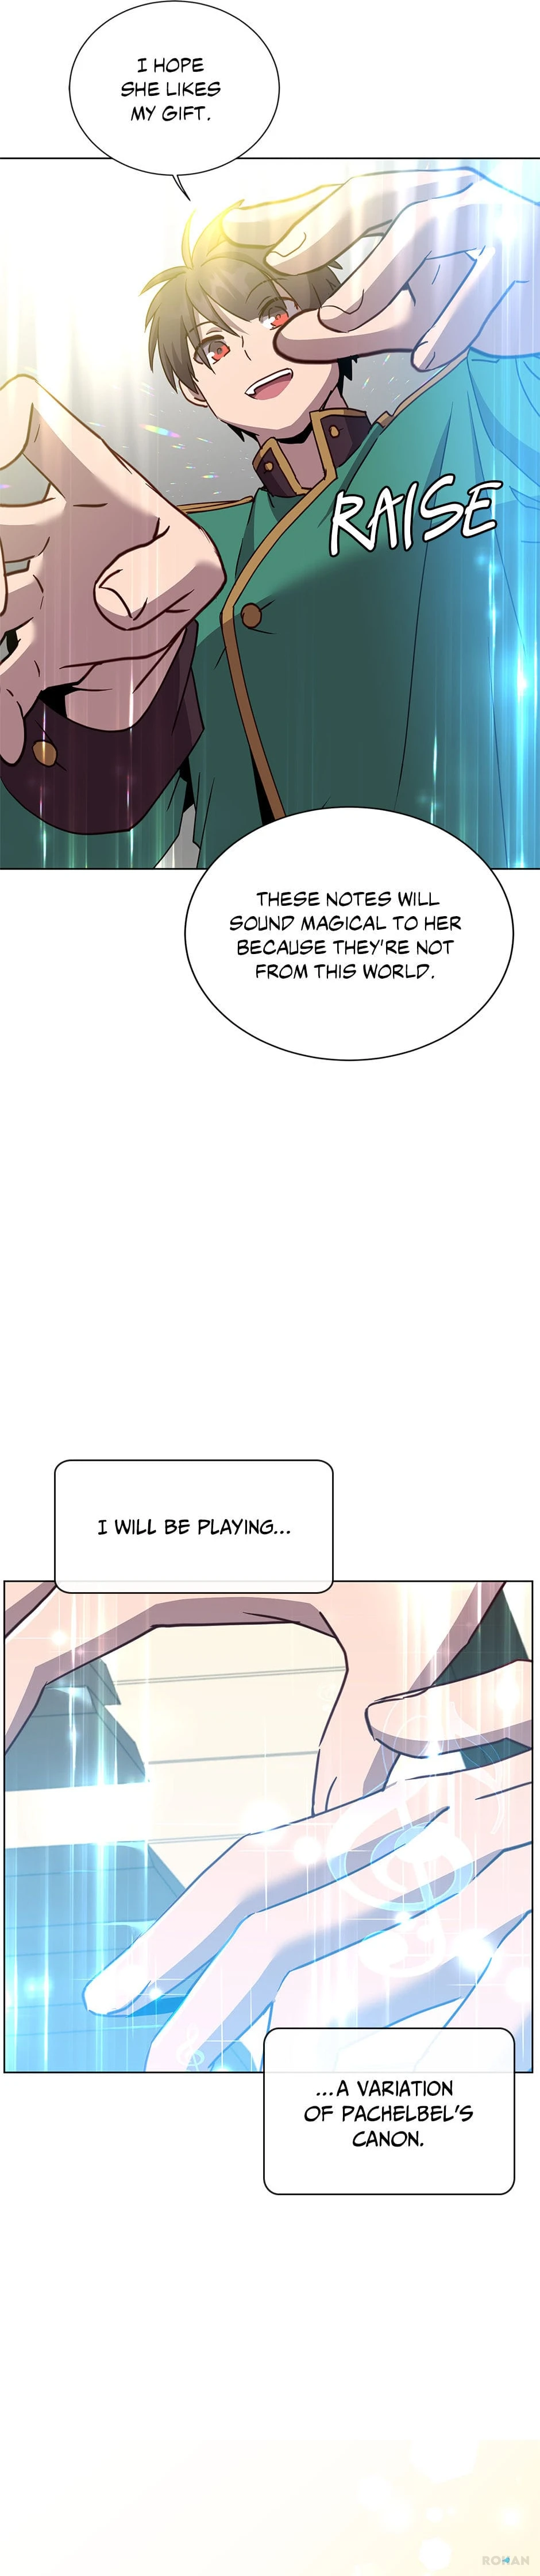 I HOPE
SHE LIKES
MY GIFT.
RAISE
THESE NOTES WILL
SOUND MAGICAL TO HER
BECAUSE THEY'RE NOT
FROM THIS WORLD.
I WILL BE PLAYING...
...A VARIATION
OF PACHELBEL'S
CANON.
ROKAN